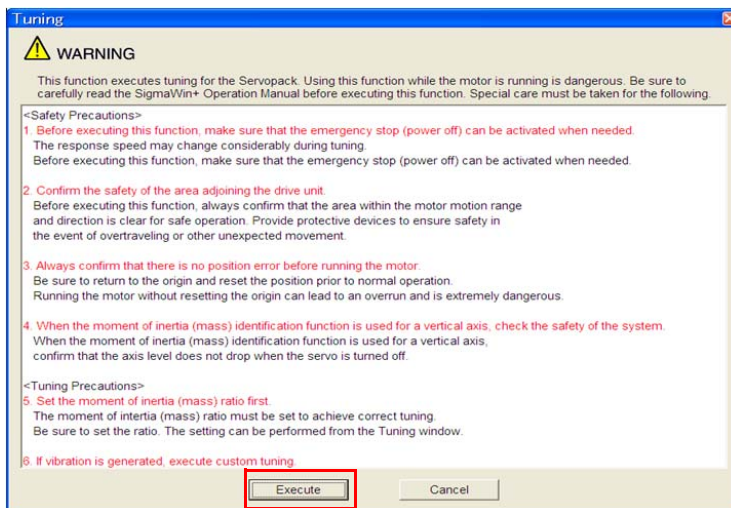 Tuning
WARNING
This function executes tuning for the Servopack. Using this function while the motor is running is dangerous. Be sure to
carefully read the SigmaWin+ Operation Manual before executing this function. Special care must be taken for the following.
<Safety Precautions>
1. Before executing this function, make sure that the emergency stop (power off) can be activated when needed.
The response speed may change considerably during tuning.
Before executing this function, make sure that the emergency stop (power off) can be activated when needed.
2. Confirm the safety of the area adjoining the drive unit.
Before executing this function, always confirm that the area within the motor motion range
and direction is clear for safe operation. Provide protective devices to ensure safety in
the event of overtraveling or other unexpected movement.
3. Always confirm that there is no position error before running the motor.
Be sure to return to the origin and reset the position prior to normal operation.
Running the motor without resetting the origin can lead to an overrun and is extremely dangerous.
4. When the moment of inertia (mass) identification function is used for a vertical axis, check the safety of the system.
When the moment of inertia (mass) identification function is used for a vertical axis,
confirm that the axis level does not drop when the servo is turned off.
<Tuning Precautions>
5. Set the moment of inertia (mass) ratio first.
The moment of intertia (mass) ratio must be set to achieve correct tuning.
Be sure to set the ratio. The setting can be performed from the Tuning window.
6. If vibration is generated, execute custom tuning.
Execute
Cancel